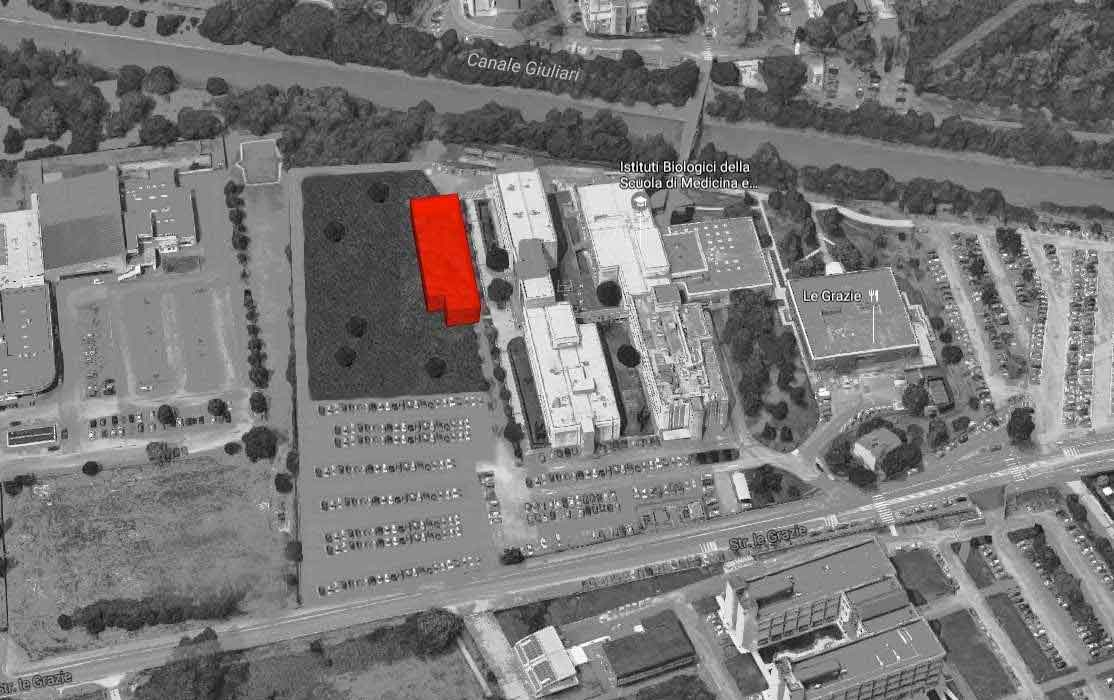 Canale Giuliari
Istituti Biologici della
Scuola di Medicina e...
Le Grazie
Str. le Grazie
Str. le Grazie